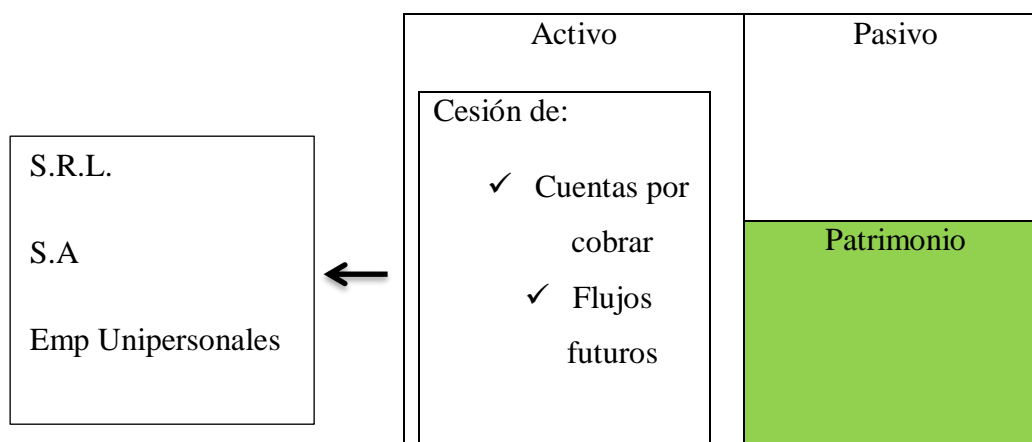 Activo
Pasivo
Cesión de:
✓ Cuentas por
cobrar
✓ Flujos
futuros
S.R.L.
S.A
Emp Unipersonales
Patrimonio